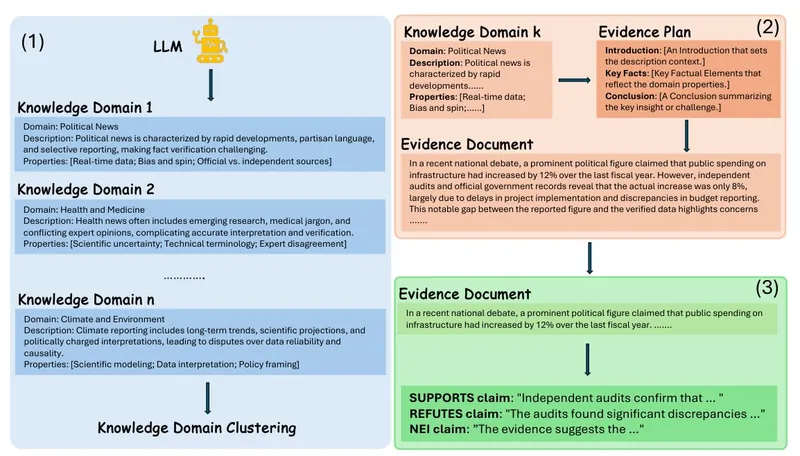 (1)
LLM
Knowledge Domain 1
Domain: Political News
Description: Political news is characterized by rapid developments, partisan language,
and selective reporting, making fact verification challenging.
Properties: [Real-time data; Bias and spin; Official vs. independent sources]
Knowledge Domain 2
Domain: Health and Medicine
Description: Health news often includes emerging research, medical jargon, and
conflicting expert opinions, complicating accurate interpretation and verification.
Properties: [Scientific uncertainty; Technical terminology; Expert disagreement]
………….
Knowledge Domain n
Domain: Climate and Environment
Description: Climate reporting includes long-term trends, scientific projections, and
politically charged interpretations, leading to disputes over data reliability and
causality.
Properties: [Scientific modeling; Data interpretation; Policy framing]
Knowledge Domain Clustering
(2)
Knowledge Domain k
Domain: Political News
Description: Political news is
characterized by rapid
developments......
Properties: [Real-time data;
Bias and spin;......]
Evidence Plan
Introduction: [An Introduction that sets
the description context.]
Key Facts: [Key Factual Elements that
reflect the domain properties.]
Conclusion: [A Conclusion summarizing
the key insight or challenge.]
Evidence Document
In a recent national debate, a prominent political figure claimed that public spending on
infrastructure had increased by 12% over the last fiscal year. However, independent
audits and official government records reveal that the actual increase was only 8%,
largely due to delays in project implementation and discrepancies in budget reporting.
This notable gap between the reported figure and the verified data highlights concerns
.......
(3)
Evidence Document
In a recent national debate, a prominent political figure claimed that public spending on
infrastructure had increased by 12% over the last fiscal year. .......
SUPPORTS claim: "Independent audits confirm that ... "
REFUTES claim: "The audits found significant discrepancies ..."
NEI claim: "The evidence suggests the ..."